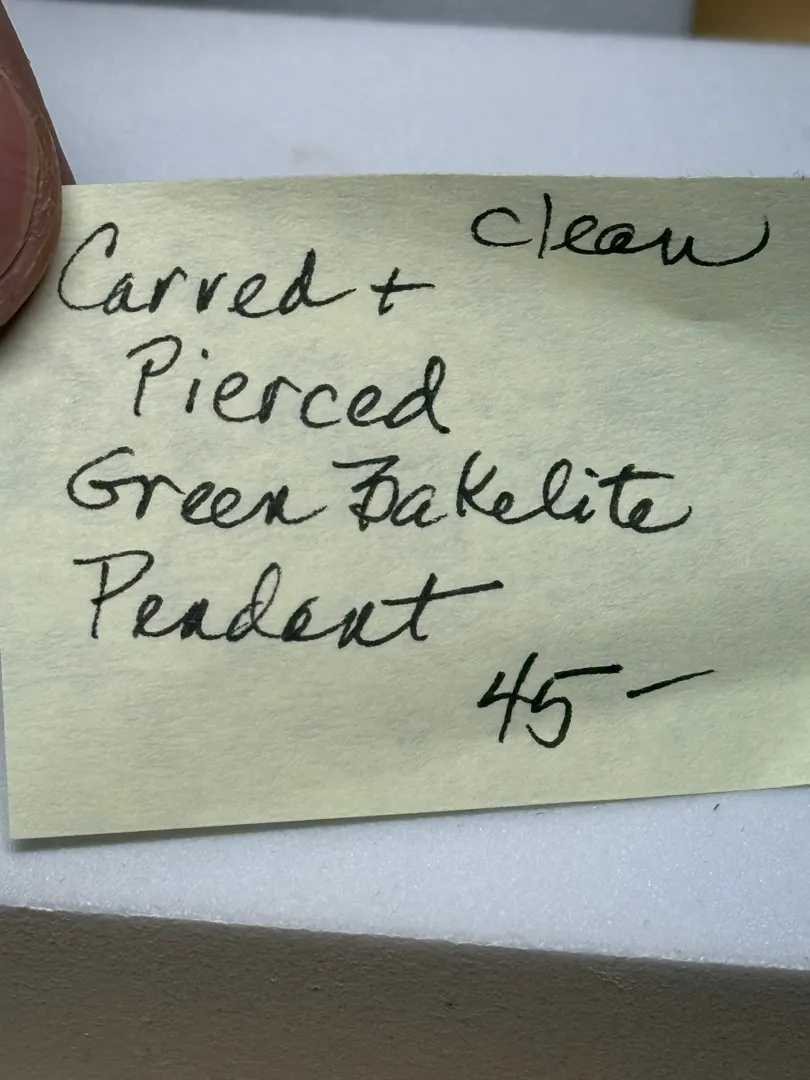 clean
Carved +
Pierced
Green Bakelite
Pendant
45-